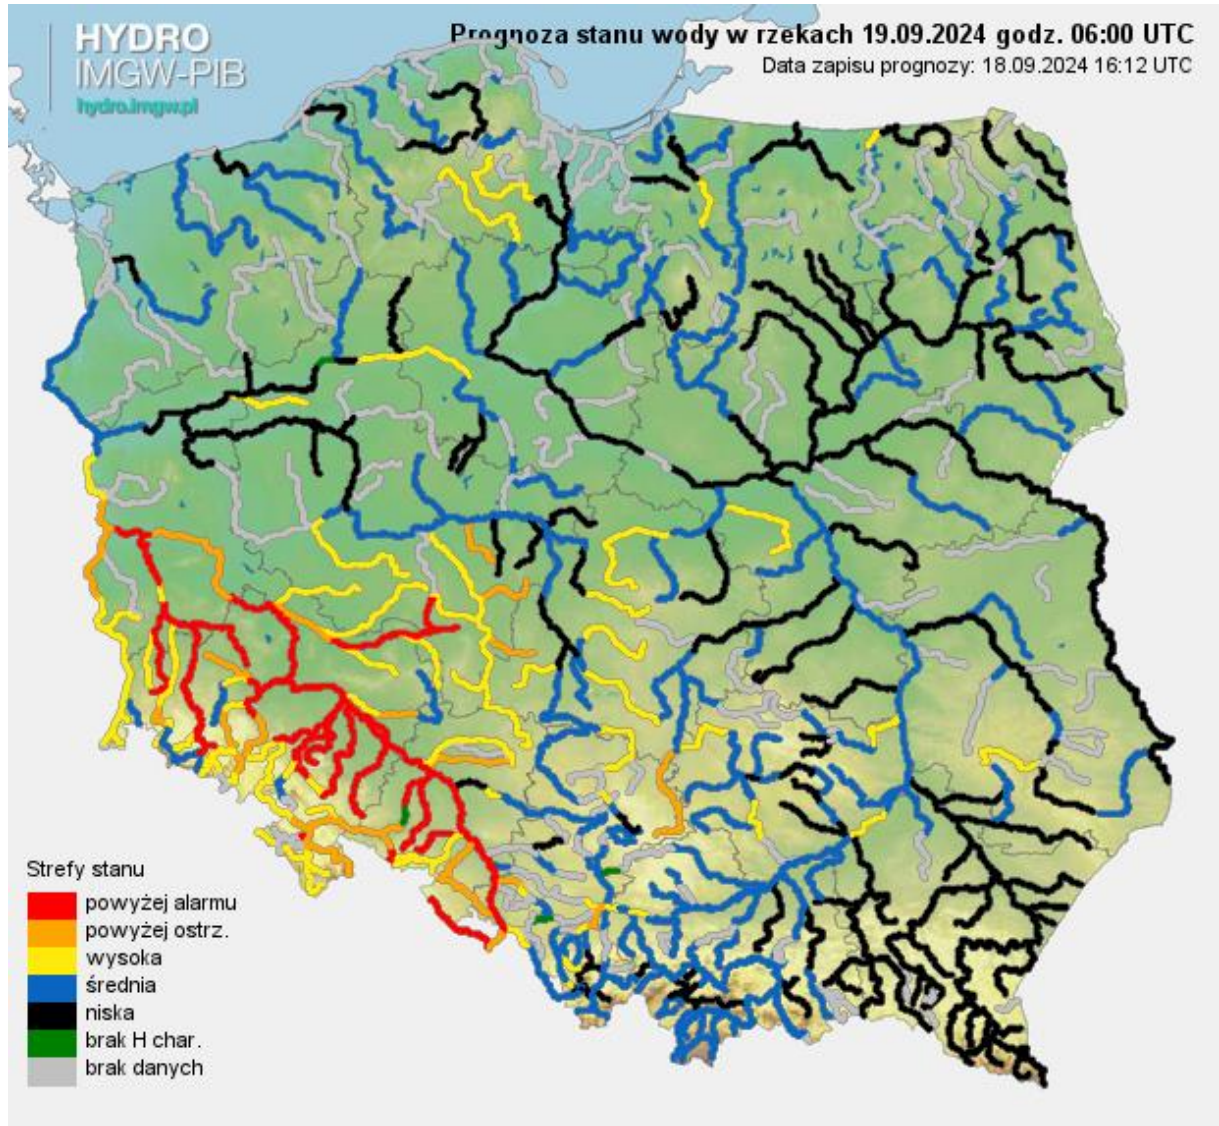 HYDRO
IMGW-PIB
hydro.imgw.pl
Prognoza stanu wody w rzekach 19.09.2024 godz. 06:00 UTC
Data zapisu prognozy: 18.09.2024 16:12 UTC
Strefy stanu
powyżej alarmu
powyżej ostrz.
wysoka
średnia
niska
brak H char.
brak danych